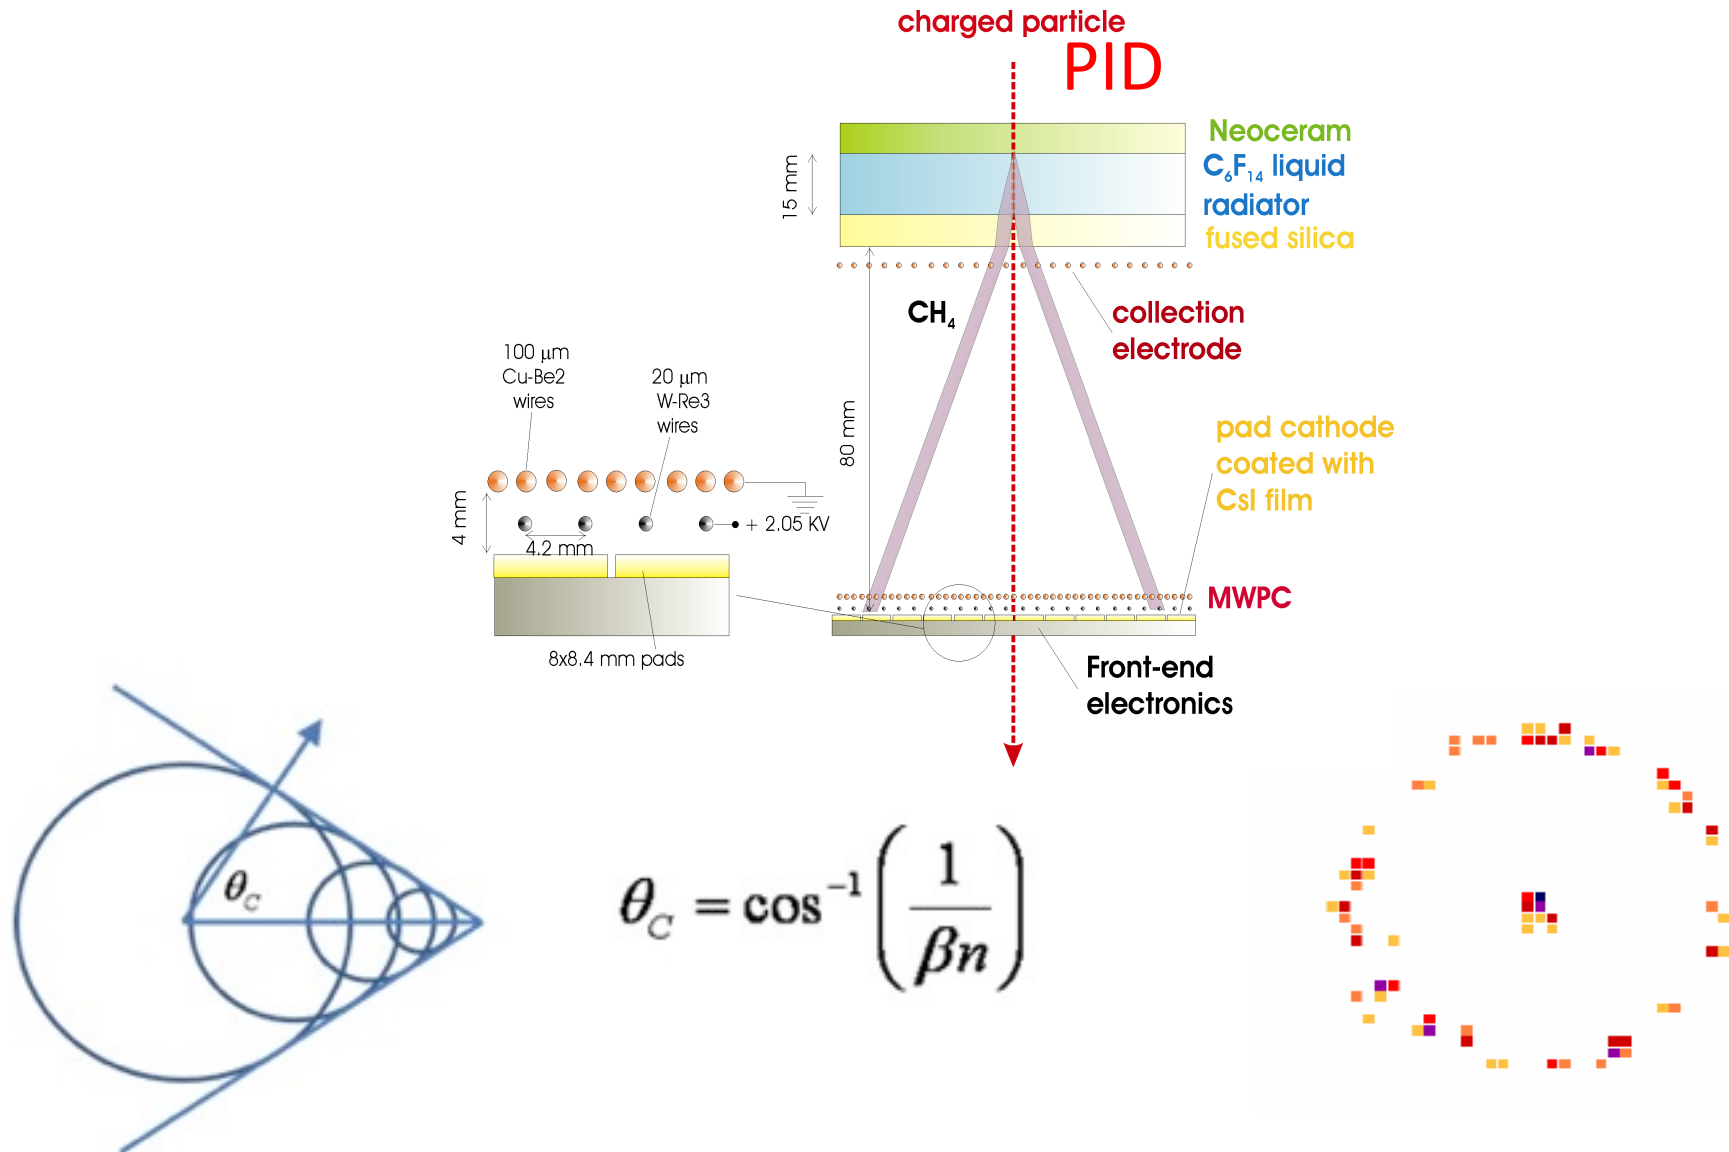 charged particle
PID
Neoceram
C₆F₁₄ liquid
radiator
fused silica
15 mm
CH₄
collection
electrode
80 mm
100 μm
Cu-Be2
wires
20 μm
W-Re3
wires
4 mm
+ 2.05 KV
4.2 mm
8x8.4 mm pads
pad cathode
coated with
CsI film
MWPC
Front-end
electronics
θ_C
θ_C = cos⁻¹ (1/βn)